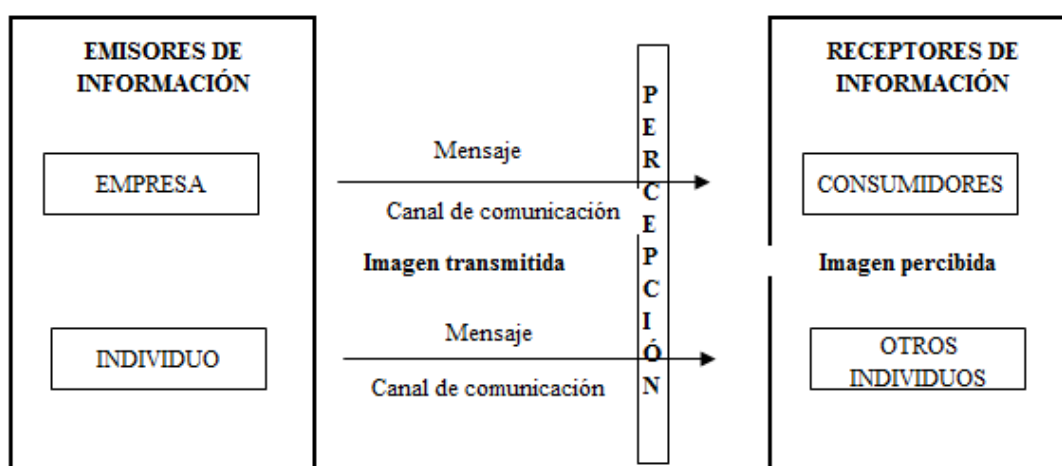 EMISORES DE
INFORMACIÓN
EMPRESA
INDIVIDUO
Mensaje
Canal de comunicación
Imagen transmitida
Mensaje
Canal de comunicación
PERCEPCIÓN
RECEPTORES DE
INFORMACIÓN
CONSUMIDORES
Imagen percibida
OTROS
INDIVIDUOS